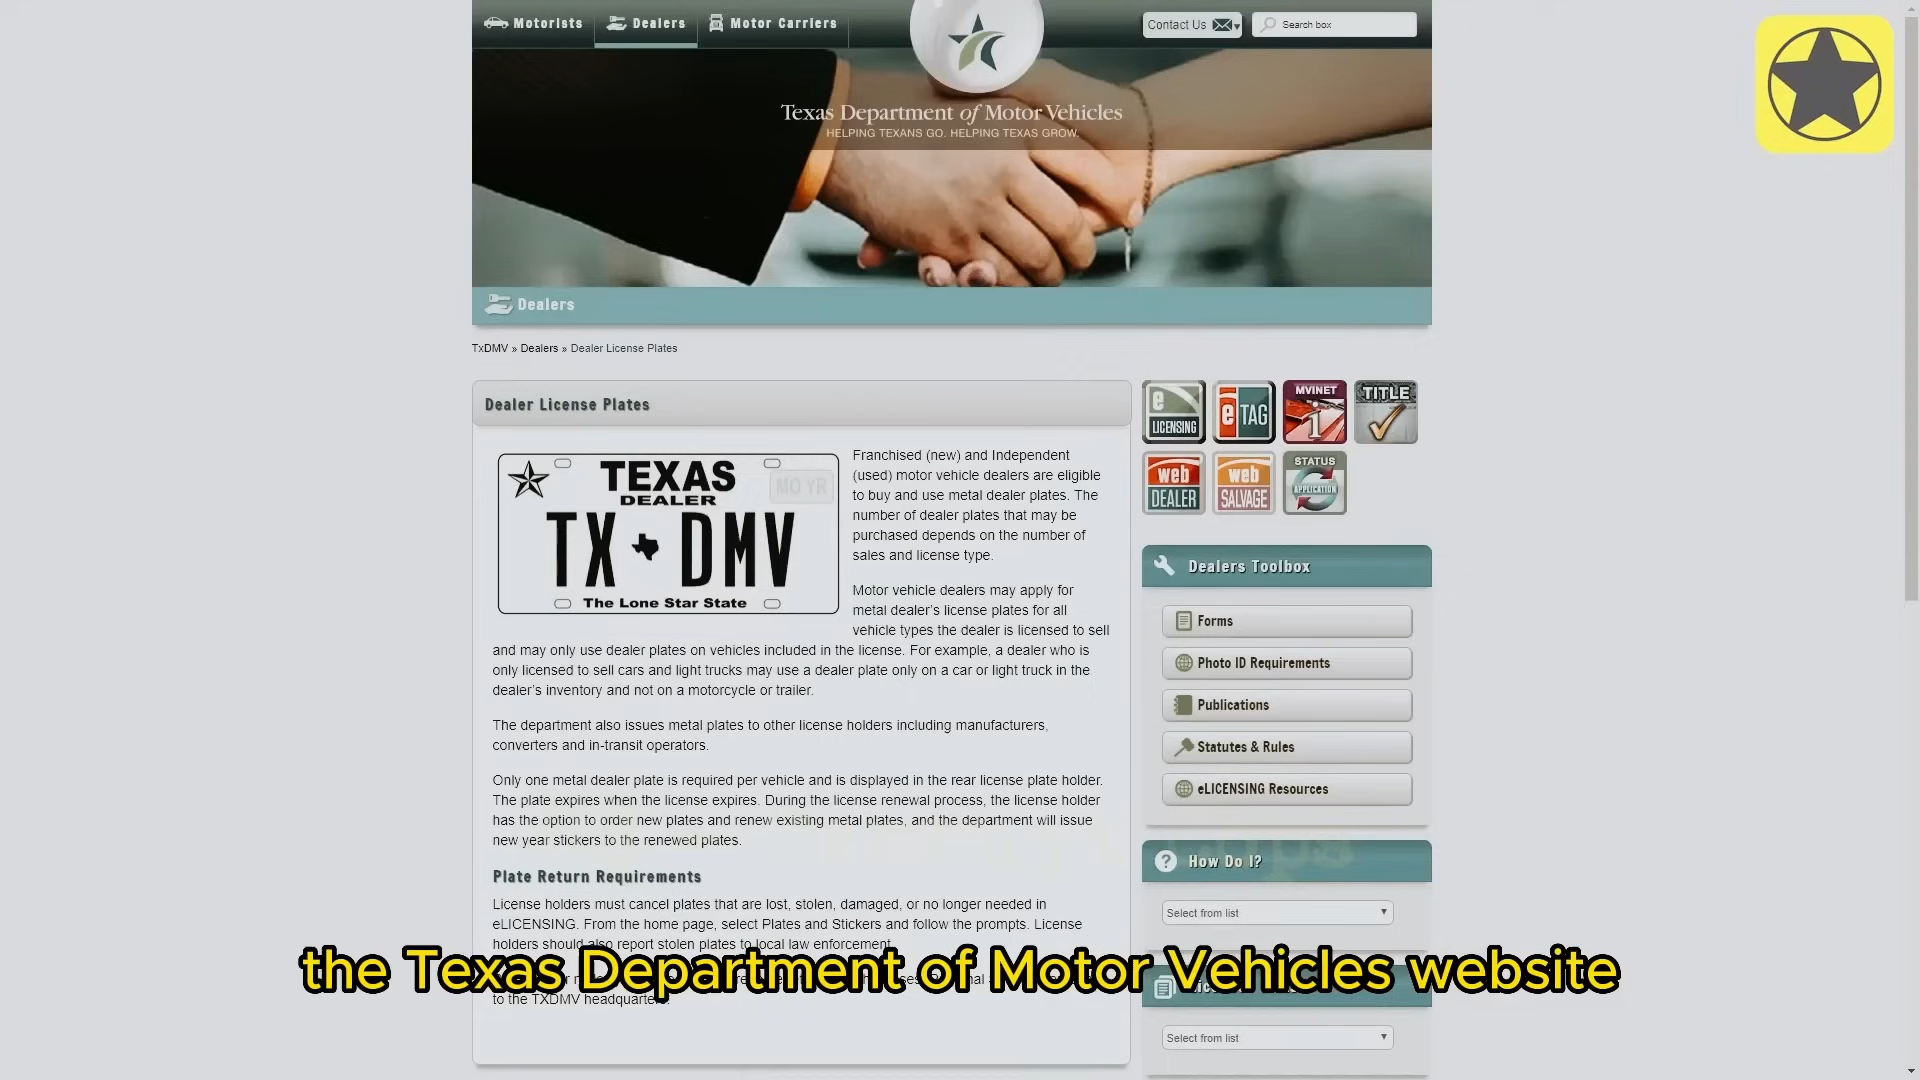 Motorists
Dealers
Motor Carriers
Contact Us
Search box
Texas Department of Motor Vehicles
HELPING TEXANS GO. HELPING TEXAS GROW.
Dealers
TxDMV » Dealers » Dealer License Plates
Dealer License Plates
TEXAS
DEALER
MO YR
TX DMV
The Lone Star State
Franchised (new) and Independent
(used) motor vehicle dealers are eligible
to buy and use metal dealer plates. The
number of dealer plates that may be
purchased depends on the number of
sales and license type.
Motor vehicle dealers may apply for
metal dealer's license plates for all
vehicle types the dealer is licensed to sell
and may only use dealer plates on vehicles included in the license. For example, a dealer who is
only licensed to sell cars and light trucks may use a dealer plate only on a car or light truck in the
dealer's inventory and not on a motorcycle or trailer.
The department also issues metal plates to other license holders including manufacturers,
converters and in-transit operators.
Only one metal dealer plate is required per vehicle and is displayed in the rear license plate holder.
The plate expires when the license expires. During the license renewal process, the license holder
has the option to order new plates and renew existing metal plates, and the department will issue
new year stickers to the renewed plates.
Plate Return Requirements
License holders must cancel plates that are lost, stolen, damaged, or no longer needed in
eLICENSING. From the home page, select Plates and Stickers and follow the prompts. License
holders should also report stolen plates to local law enforcement.
to the TXDMV headquarters.
e LICENSING
e TAG
MVINET
i
TITLE
web DEALER
web SALVAGE
STATUS
APPLICATION
Dealers Toolbox
Forms
Photo ID Requirements
Publications
Statutes & Rules
eLICENSING Resources
How Do I?
Select from list
Select from list
the Texas Department of Motor Vehicles website